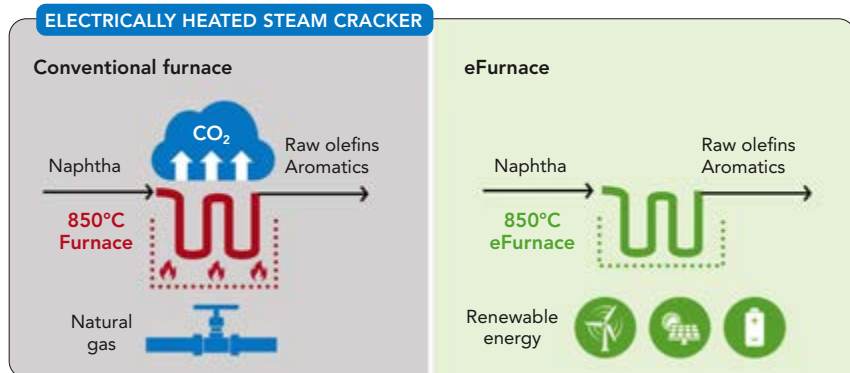 ELECTRICALLY HEATED STEAM CRACKER
Conventional furnace
CO₂
Naphtha
Raw olefins
Aromatics
850°C
Furnace
Natural
gas
eFurnace
Naphtha
Raw olefins
Aromatics
850°C
eFurnace
Renewable
energy